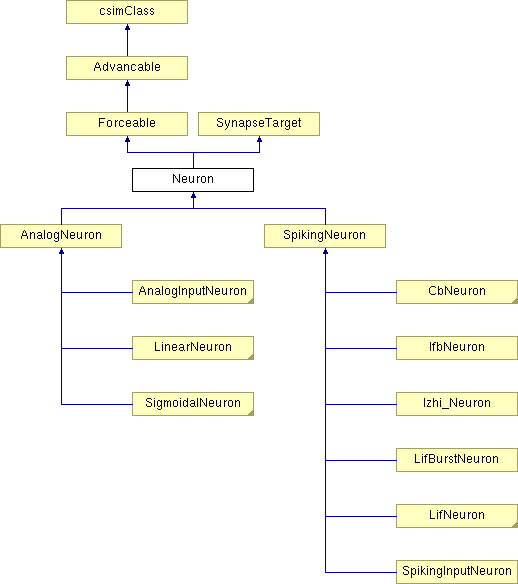 csimClass
Advancable
Forceable
SynapseTarget
Neuron
AnalogNeuron
SpikingNeuron
AnalogInputNeuron
CbNeuron
LinearNeuron
IfbNeuron
SigmoidalNeuron
Izhi_Neuron
LifBurstNeuron
LifNeuron
SpikingInputNeuron